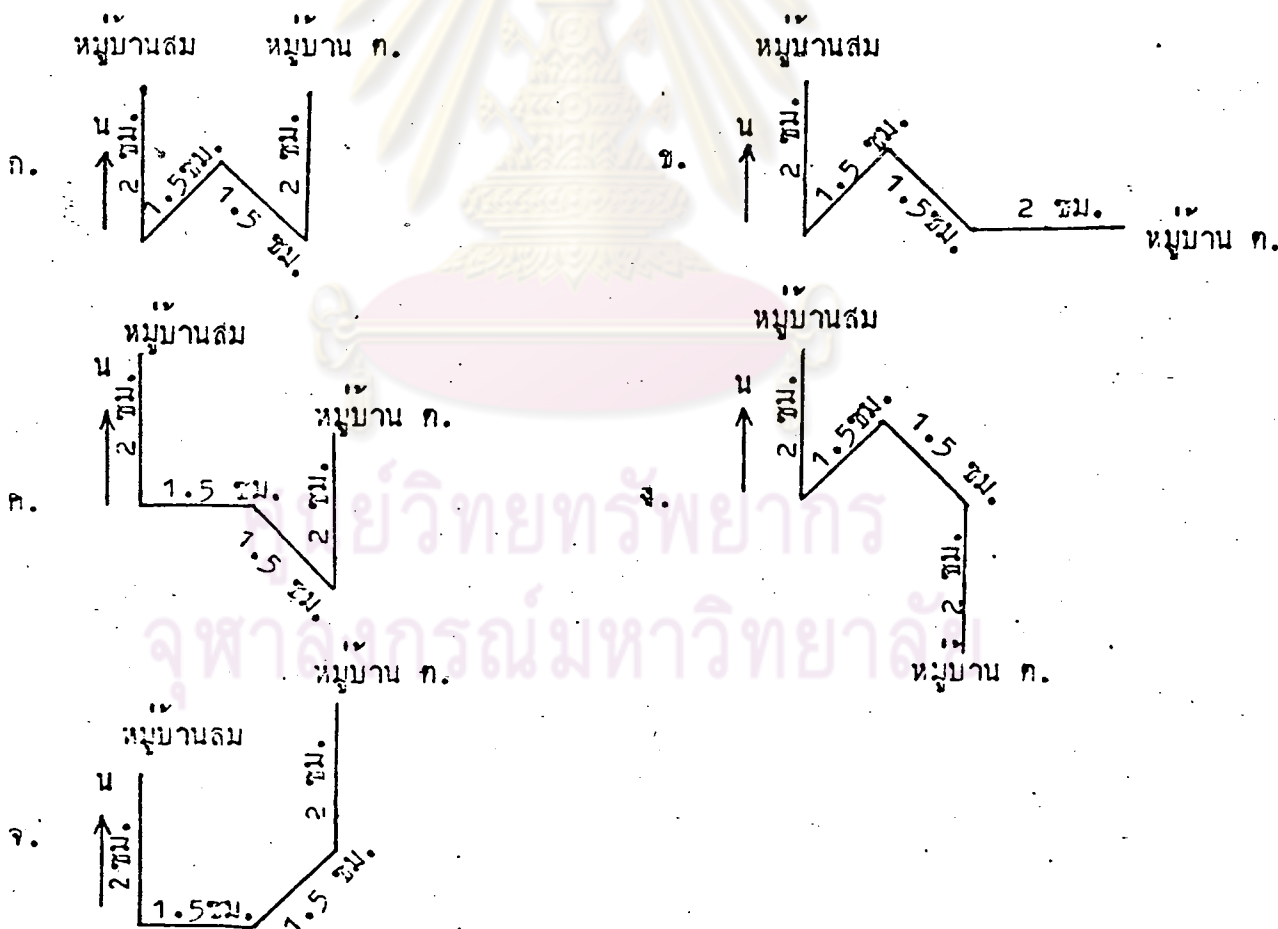 หมู่บ้านสม หมู่บ้าน ค.
ก. น 2 ซม. 1.5ซม. 1.5 ซม. 2 ซม.
หมู่บ้านสม
ข. น 2 ซม. 1.5 ซม. 1.5ซม. 2 ซม. หมู่บ้าน ค.
หมู่บ้านสม
ค. น 2 ซม. 1.5 ซม. 1.5 ซม. 2 ซม.
หมู่บ้าน ค.
หมู่บ้านสม
น 2 ซม. 1.5ซม. 1.5 ซม. 2 ซม.
หมู่บ้าน ค.
ศูนย์วิทยทรัพยากร
จุฬาลงกรณ์มหาวิทยาลัย
หมู่บ้านสม หมู่บ้าน ค.
จ. น 2 ซม. 1.5ซม. 1.5 ซม. 2 ซม.